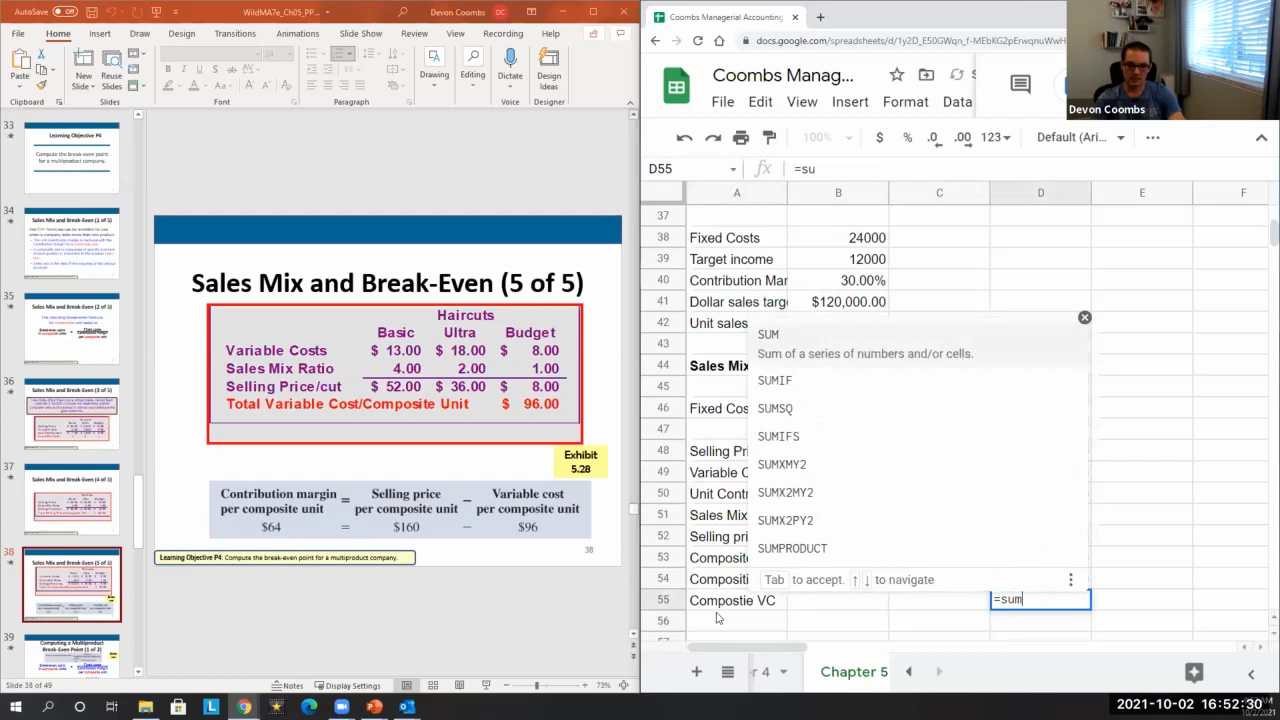 AutoSave Off WildMA7e_Ch05_PP... Devon Coombs DC
File Home Insert Draw Design Transitions Animations Slide Show Review View Recording Help
Paste New Slide Reuse Slides Drawing Editing Dictate Design Ideas
Clipboard Slides Font Paragraph Voice Designer
33
Learning Objective P4
Compute the break-even point for a multiproduct company.
34
Sales Mix and Break-Even (1 of 5)
35
Sales Mix and Break-Even (2 of 5)
36
Sales Mix and Break-Even (3 of 5)
37
Sales Mix and Break-Even (4 of 5)
38
Sales Mix and Break-Even (5 of 5)
39
Computing a Multiproduct Break-Even Point (1 of 2)
Sales Mix and Break-Even (5 of 5)
Haircuts
Basic Ultra Budget
Variable Costs $ 13.00 $ 18.00 $ 8.00
Sales Mix Ratio 4.00 2.00 1.00
Selling Price/cut $ 52.00 $ 36.00 $ 8.00
Total Variable Cost/Composite Unit 96.00
Exhibit
5.28
Contribution margin per composite unit = Selling price per composite unit Variable cost per composite unit
$64 = $160 − $96
Learning Objective P4: Compute the break-even point for a multiproduct company.
38
Slide 38 of 49 Notes Display Settings 73%
Coombs Managerial Accounting
docs.google.com/spreadsheets/d/1y2D_E50GWqn_f-MEbKG2pErwqnuWwH
Coombs Manag...
File Edit View Insert Format Data
Devon Coombs
100% $ % .0 .00 123 Default (Ari...
D55 fx =su
A B C D E F
37
38 Fixed Costs 24000
39 Target income 12000
40 Contribution Mar 30.00%
41 Dollar sales targ $120,000.00
42 Unit sales
43
44 Sales Mix
45
46 Fixed Cos
47
48 Selling Pri
49 Variable C
50 Unit Conti
51 Sales Mix
52 Selling pri
53 Compositi
54 Composit
55 Compostie VC =sum
56
SUM
Sum of a series of numbers and/or cells.
SUMIF
SUMSQ
SUMIFS
SUMXMY2
SUMX2MY2
SUMX2PY2
SUMPRODUCT
Tab to accept. ↑ ↓ to navigate
r 4 Chapter 5
2021-10-02 16:52:30